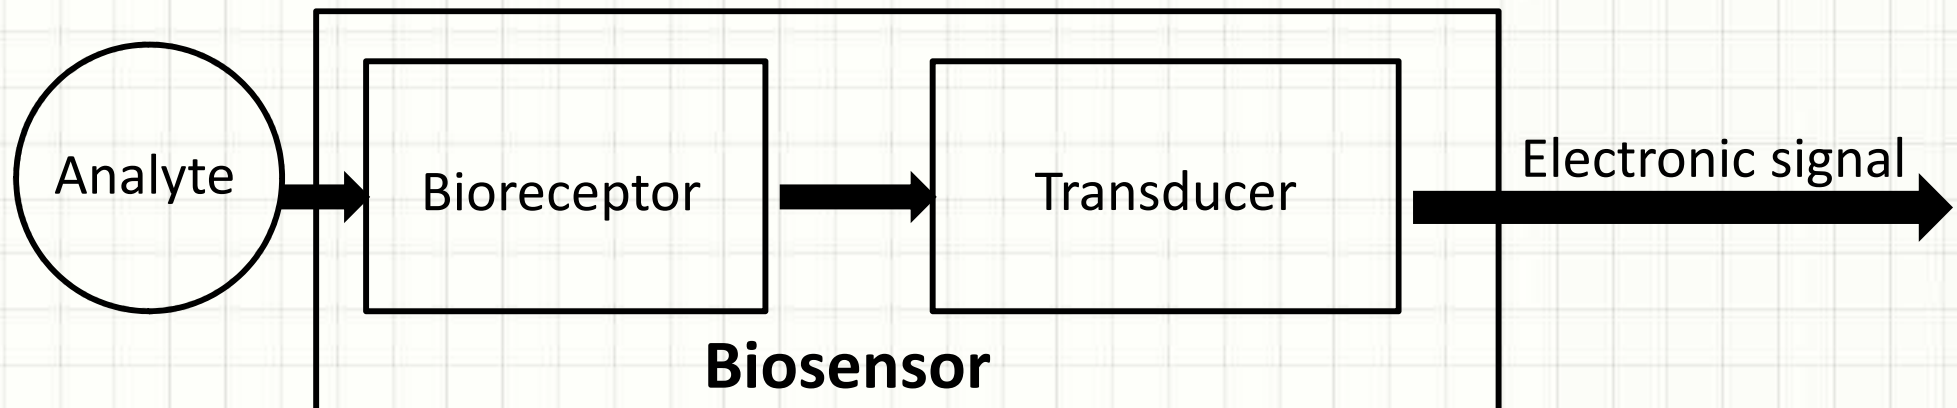 Analyte
Bioreceptor
Transducer
Electronic signal
Biosensor